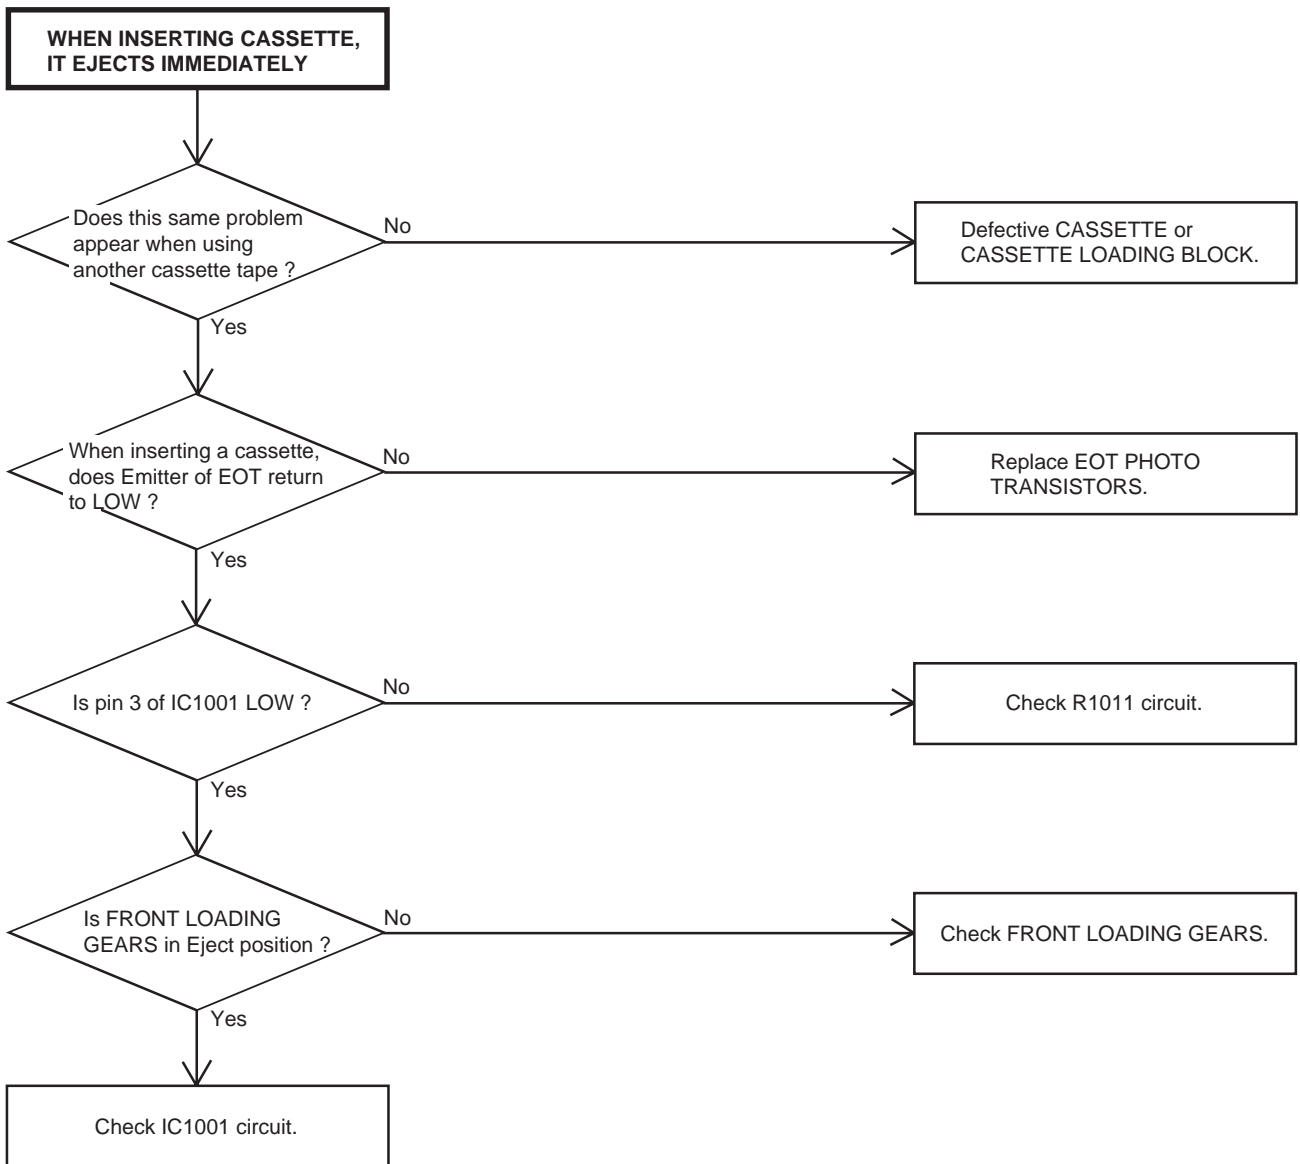 WHEN INSERTING CASSETTE,
IT EJECTS IMMEDIATELY
Does this same problem
appear when using
another cassette tape ?
No
Defective CASSETTE or
CASSETTE LOADING BLOCK.
Yes
When inserting a cassette,
does Emitter of EOT return
to LOW ?
No
Replace EOT PHOTO
TRANSISTORS.
Yes
Is pin 3 of IC1001 LOW ?
No
Check R1011 circuit.
Yes
Is FRONT LOADING
GEARS in Eject position ?
No
Check FRONT LOADING GEARS.
Yes
Check IC1001 circuit.